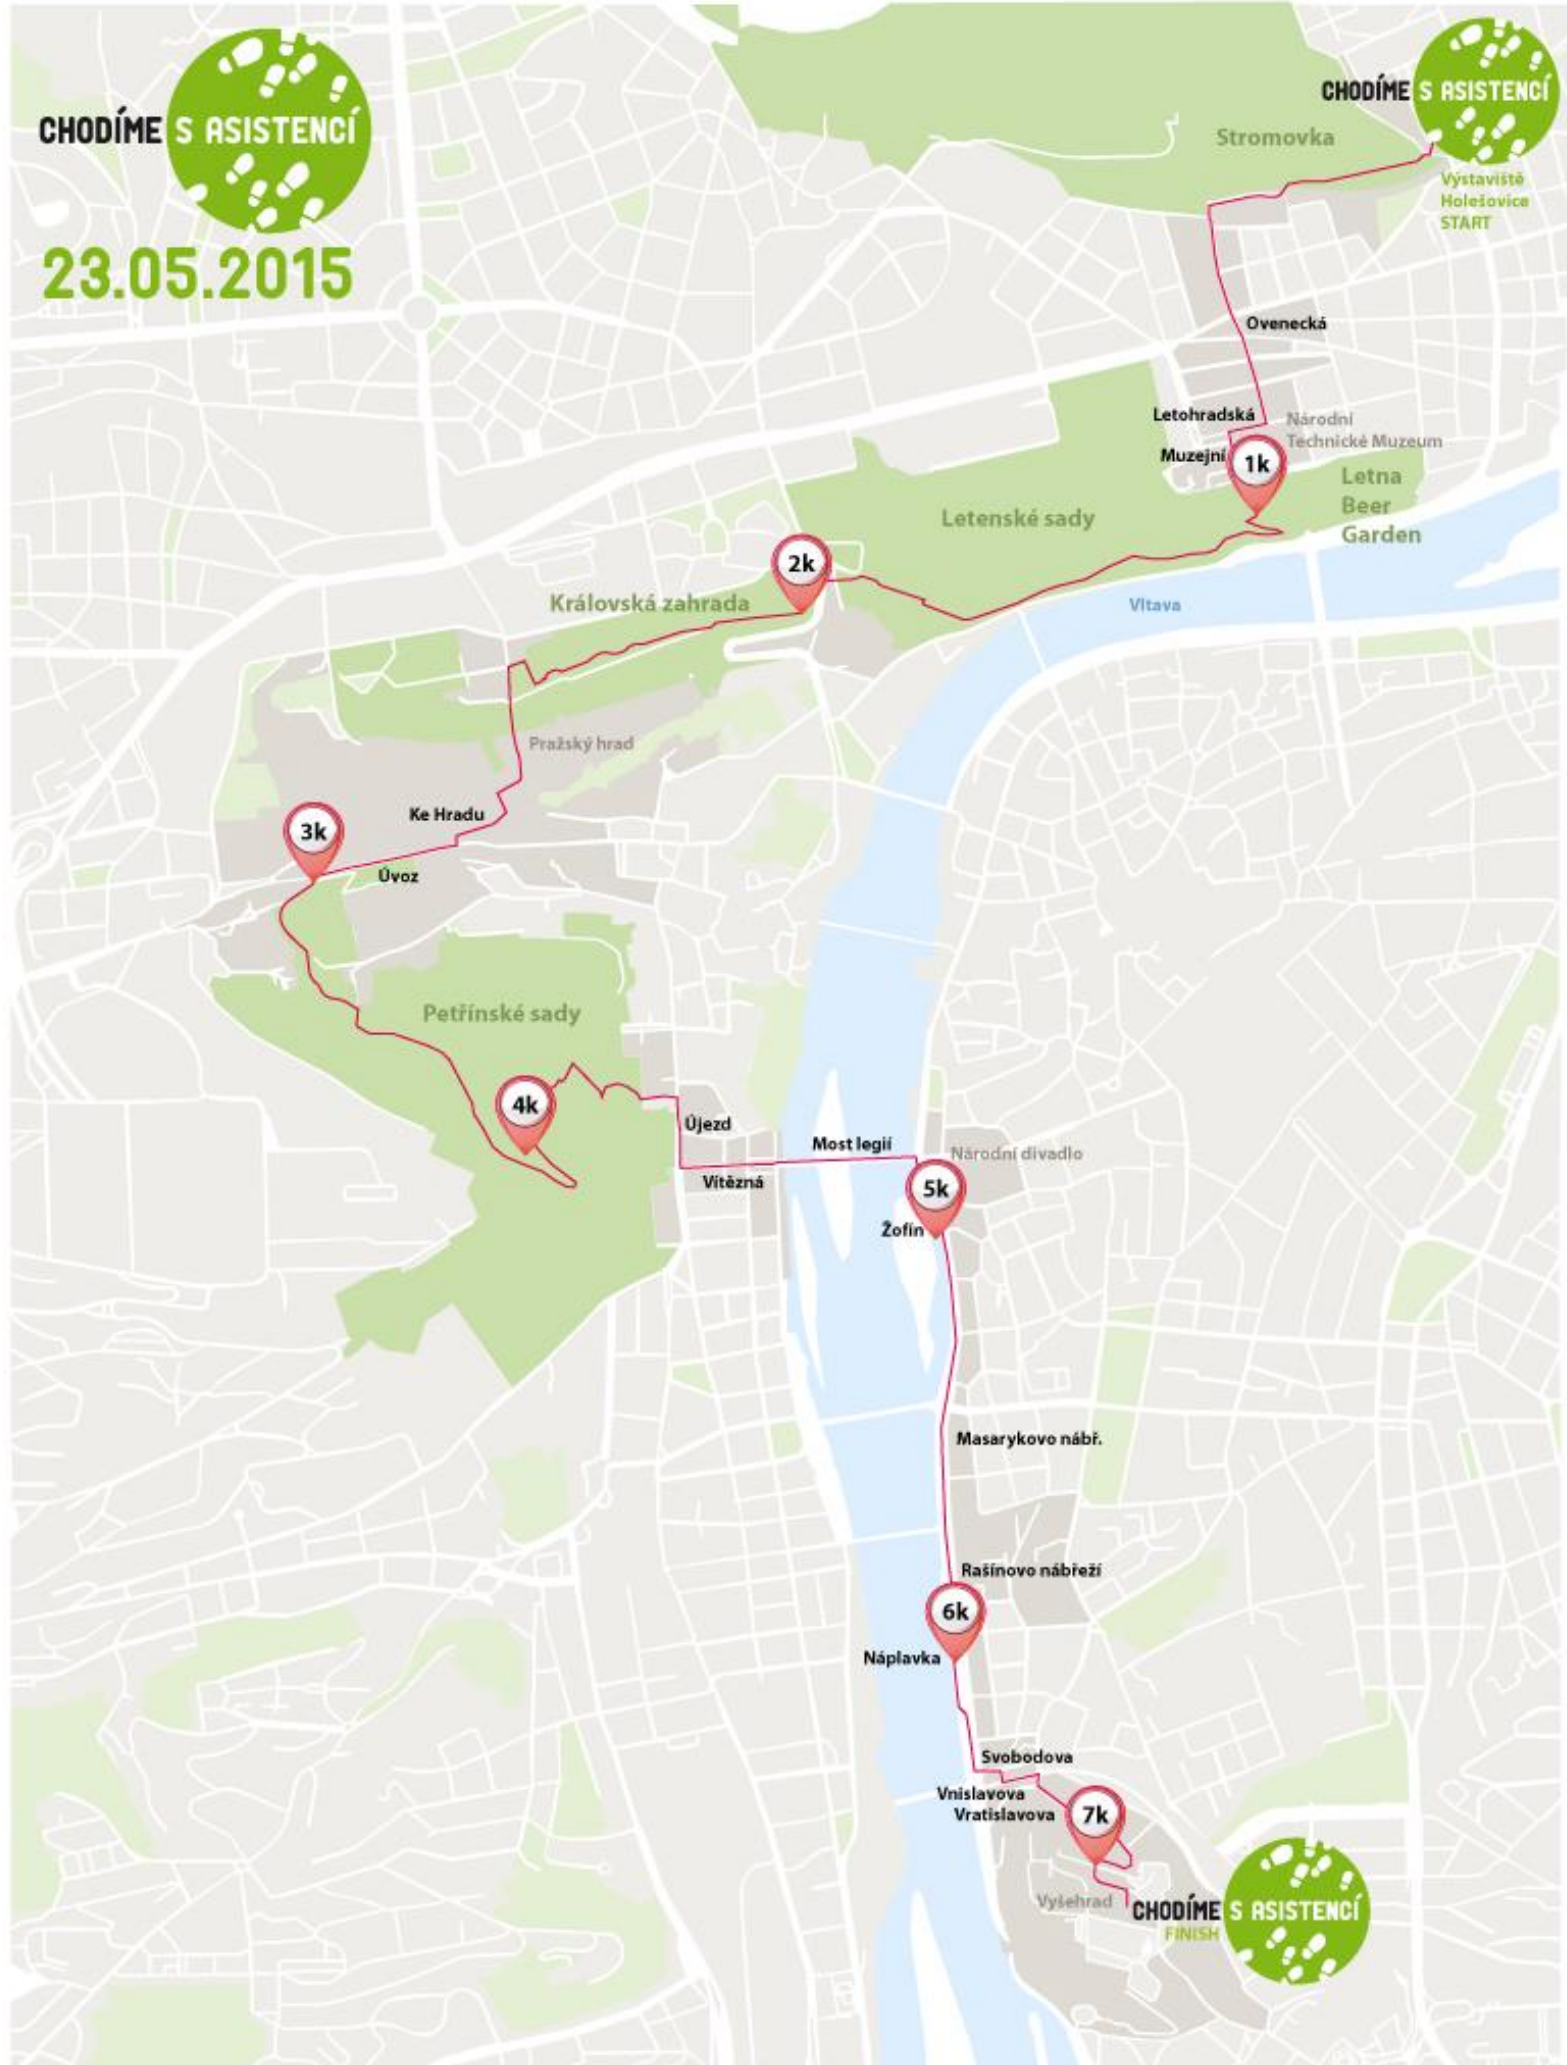 CHODÍME S ASISTENCÍ
23.05.2015
CHODÍME S ASISTENCÍ
Stromovka
Výstaviště
Holešovice
START
Ovenecká
Letohradská
Národní
Technické Muzeum
Muzejní
1k
Letna
Beer
Garden
Letenské sady
2k
Královská zahrada
Vltava
Pražský hrad
Ke Hradu
3k
Úvoz
Petřínské sady
4k
Újezd
Most legií
Národní divadlo
Vítězná
5k
Žofín
Masarykovo nábř.
Rašínovo nábřeží
6k
Náplavka
Svobodova
Vnislavova
Vratislavova
7k
Vyšehrad
CHODÍME S ASISTENCÍ
FINISH